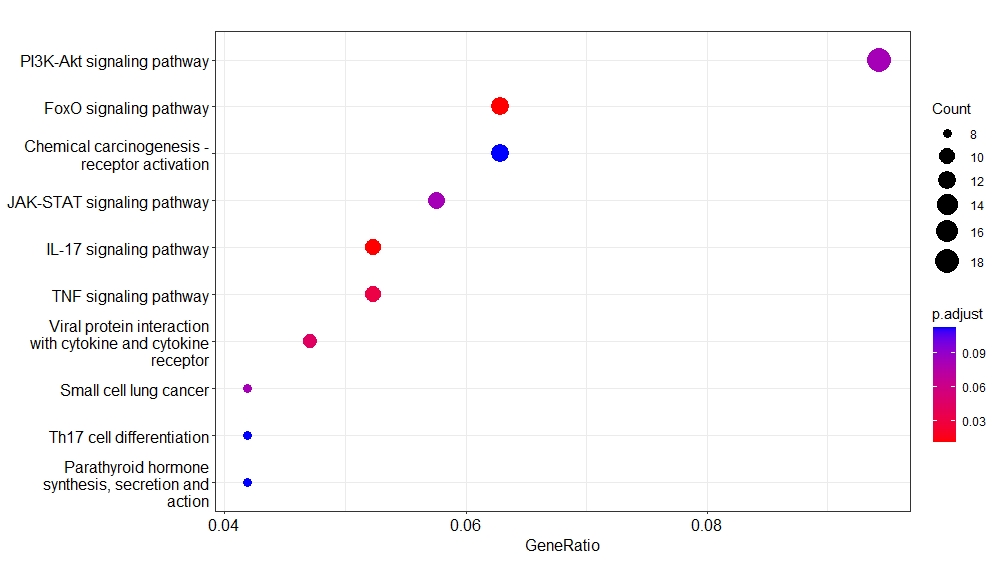 PI3K-Akt signaling pathway
FoxO signaling pathway
Chemical carcinogenesis -
receptor activation
JAK-STAT signaling pathway
IL-17 signaling pathway
TNF signaling pathway
Viral protein interaction
with cytokine and cytokine
receptor
Small cell lung cancer
Th17 cell differentiation
Parathyroid hormone
synthesis, secretion and
action
0.04 0.06 0.08
GeneRatio
Count
8
10
12
14
16
18
p.adjust
0.09
0.06
0.03